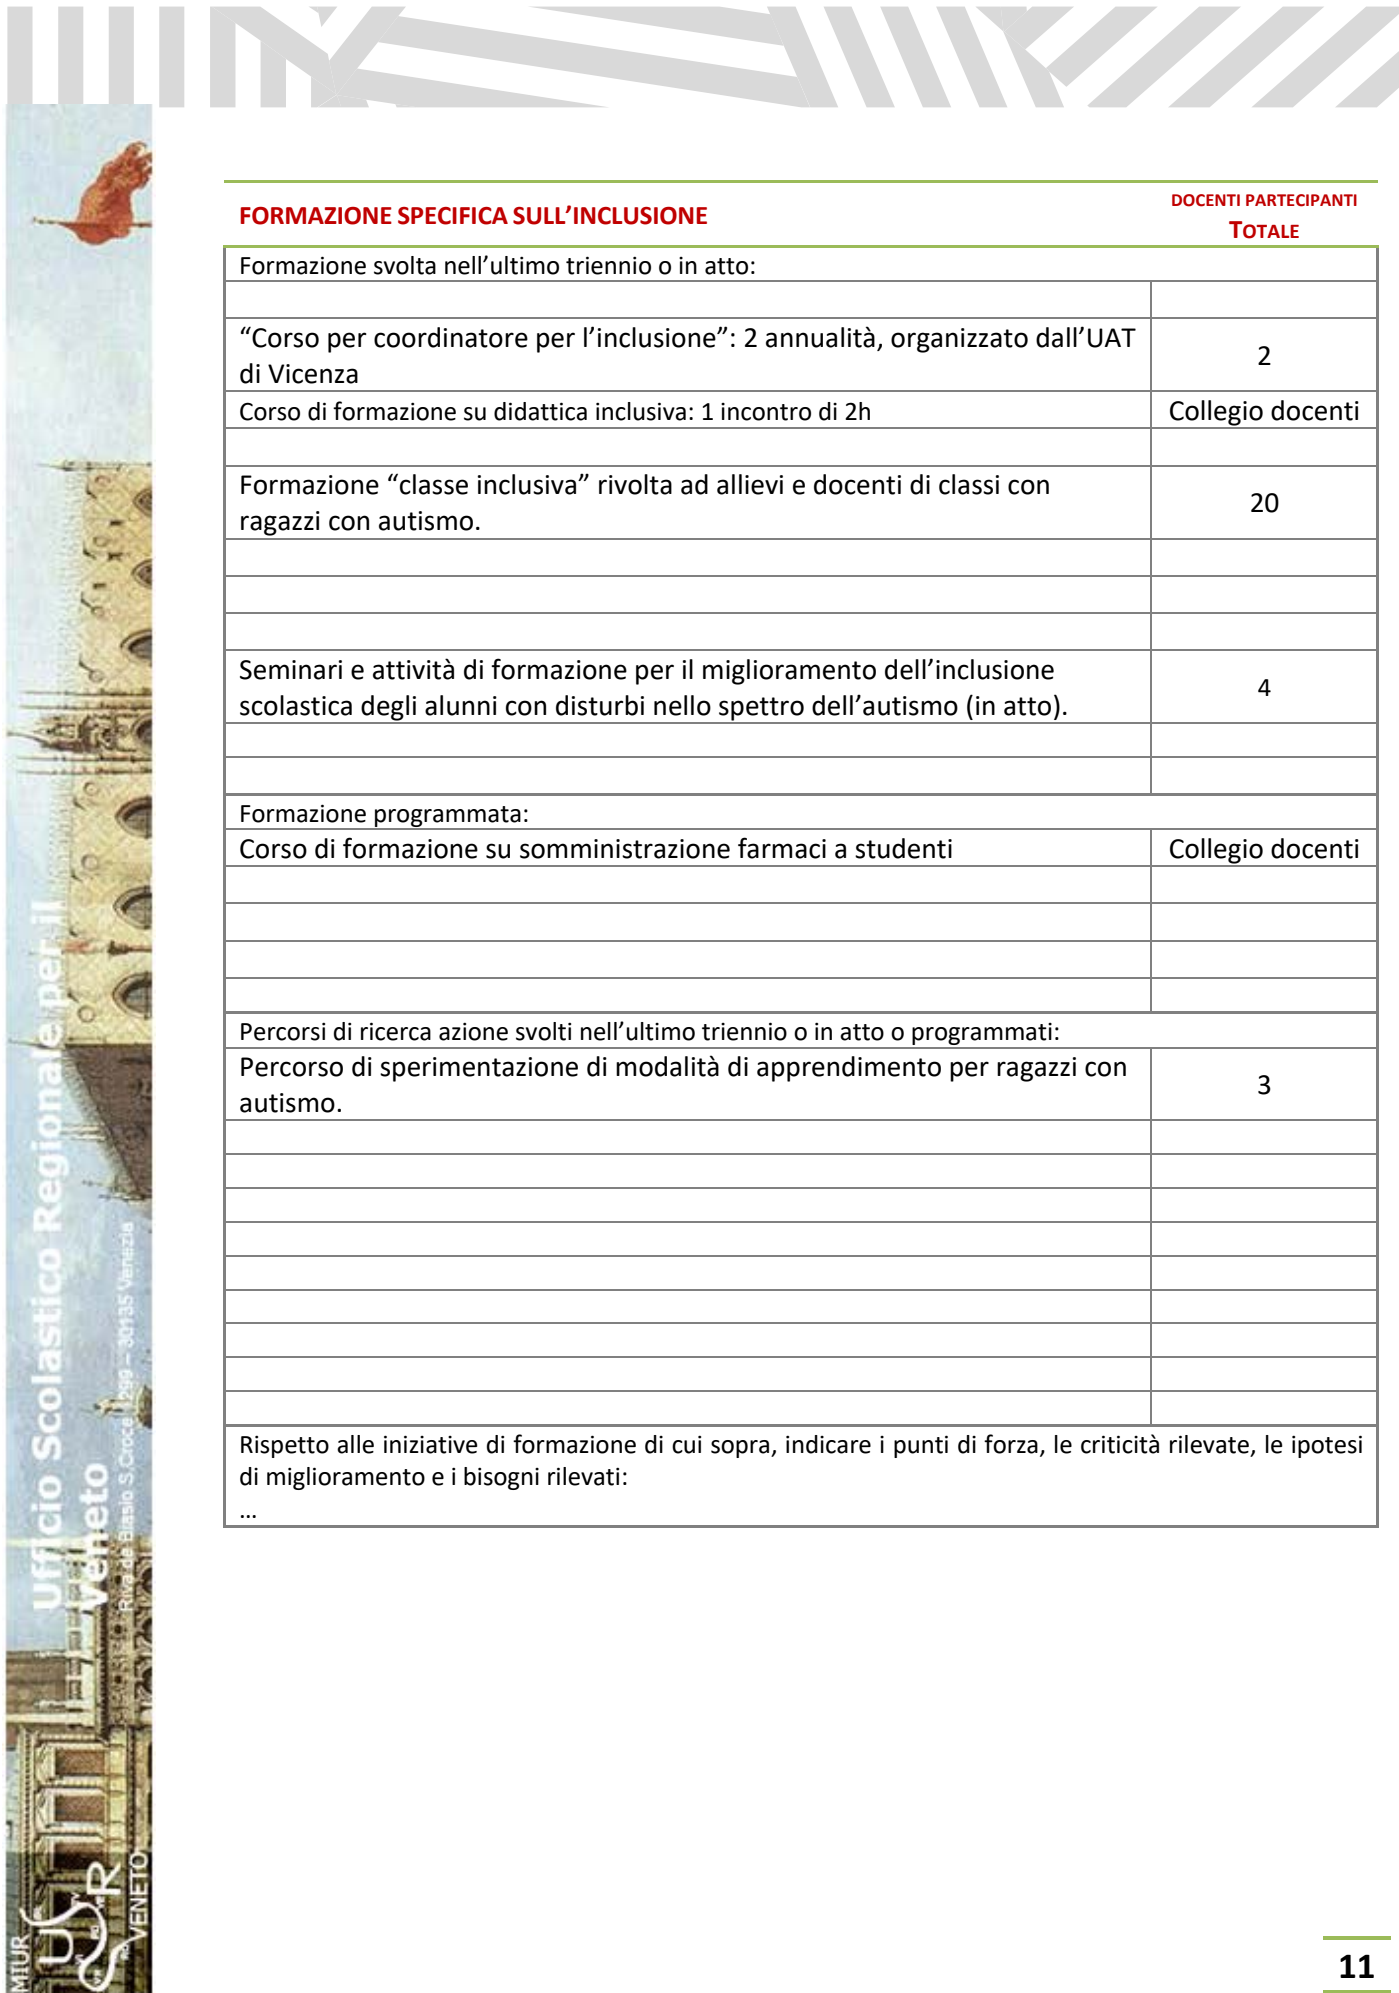 FORMAZIONE SPECIFICA SULL’INCLUSIONE
DOCENTI PARTECIPANTI
TOTALE
Formazione svolta nell’ultimo triennio o in atto:
“Corso per coordinatore per l’inclusione”: 2 annualità, organizzato dall’UAT
di Vicenza
2
Corso di formazione su didattica inclusiva: 1 incontro di 2h
Collegio docenti
Formazione “classe inclusiva” rivolta ad allievi e docenti di classi con
ragazzi con autismo.
20
Seminari e attività di formazione per il miglioramento dell’inclusione
scolastica degli alunni con disturbi nello spettro dell’autismo (in atto).
4
Formazione programmata:
Corso di formazione su somministrazione farmaci a studenti
Collegio docenti
Percorsi di ricerca azione svolti nell’ultimo triennio o in atto o programmati:
Percorso di sperimentazione di modalità di apprendimento per ragazzi con
autismo.
3
Rispetto alle iniziative di formazione di cui sopra, indicare i punti di forza, le criticità rilevate, le ipotesi
di miglioramento e i bisogni rilevati:
…
Ufficio Scolastico Regionale per il
Veneto
Riva de Biasio S.Croce 1299 – 30135 Venezia
MIUR
USR
VENETO
11